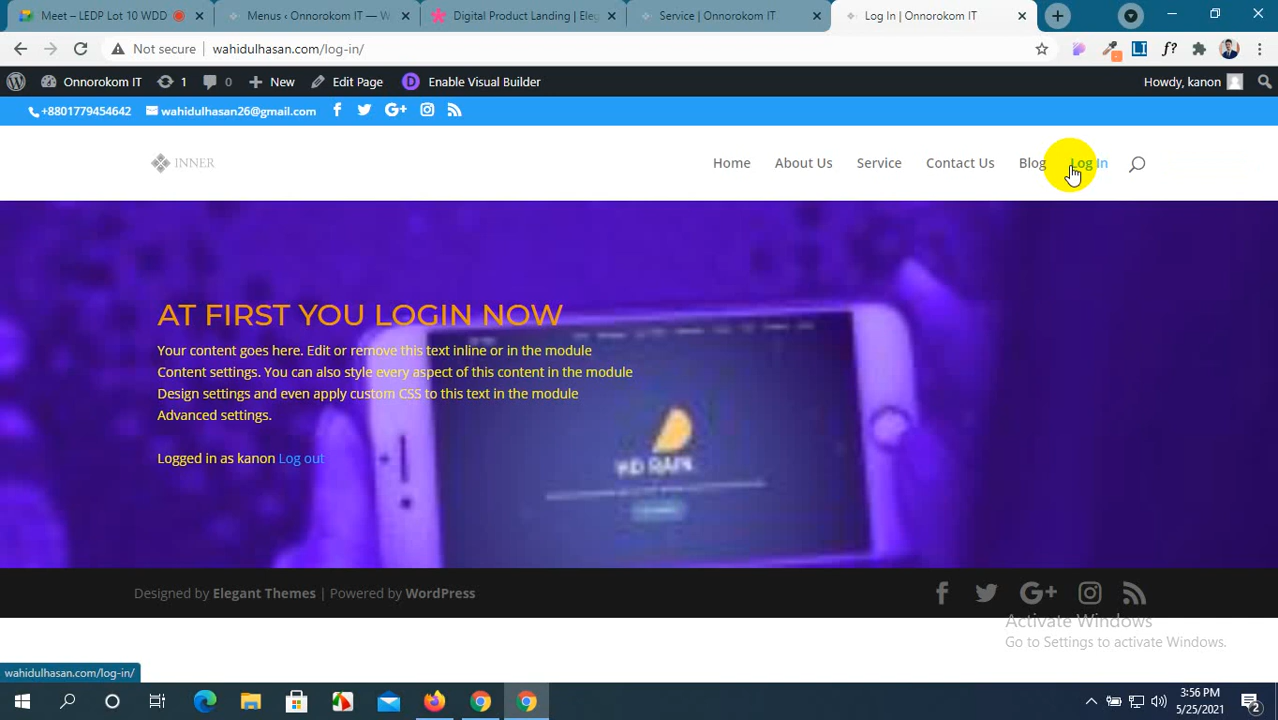 Meet – LEDP Lot 10 WDD
Menus ‹ Onnorokom IT — W
Digital Product Landing | Eleg
Service | Onnorokom IT
Log In | Onnorokom IT
Not secure | wahidulhasan.com/log-in/
Onnorokom IT
1
0
New
Edit Page
Enable Visual Builder
Howdy, kanon
+8801779454642
wahidulhasan26@gmail.com
INNER
Home
About Us
Service
Contact Us
Blog
Log In
AT FIRST YOU LOGIN NOW
Your content goes here. Edit or remove this text inline or in the module
Content settings. You can also style every aspect of this content in the module
Design settings and even apply custom CSS to this text in the module
Advanced settings.
Logged in as kanon Log out
Designed by Elegant Themes | Powered by WordPress
Activate Windows
Go to Settings to activate Windows.
wahidulhasan.com/log-in/
3:56 PM
5/25/2021
2